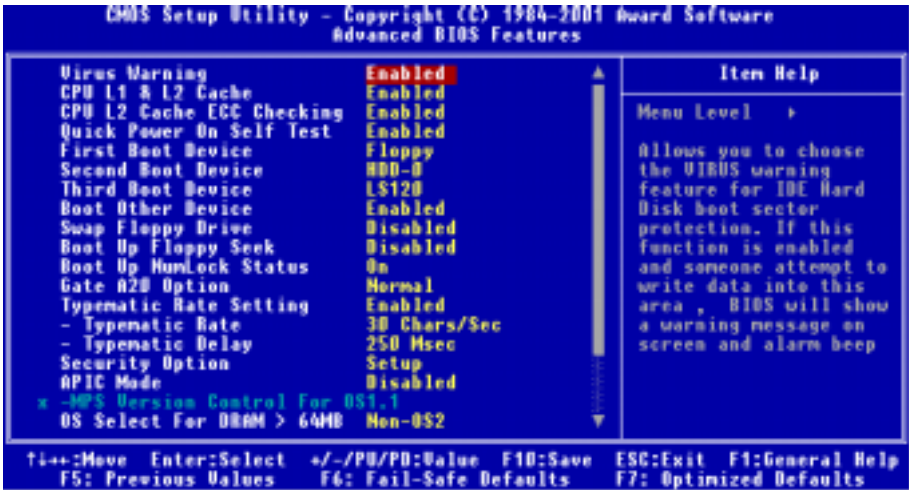 CMOS Setup Utility - Copyright (C) 1984-2001 Award Software
Advanced BIOS Features
Virus Warning Enabled
CPU L1 & L2 Cache Enabled
CPU L2 Cache ECC Checking Enabled
Quick Power On Self Test Enabled
First Boot Device Floppy
Second Boot Device HDD-0
Third Boot Device LS120
Boot Other Device Enabled
Swap Floppy Drive Disabled
Boot Up Floppy Seek Disabled
Boot Up NumLock Status On
Gate A20 Option Normal
Typematic Rate Setting Enabled
- Typematic Rate 30 Chars/Sec
- Typematic Delay 250 Msec
Security Option Setup
APIC Mode Disabled
x -MPS Version Control For OS1.1
OS Select For DRAM > 64MB Non-OS2
Item Help
Menu Level
Allows you to choose
the VIRUS warning
feature for IDE Hard
Disk boot sector
protection. If this
function is enabled
and someone attempt to
write data into this
area , BIOS will show
a warning message on
screen and alarm beep
↑↓→←:Move Enter:Select +/-/PU/PD:Value F10:Save ESC:Exit F1:General Help
F5: Previous Values F6: Fail-Safe Defaults F7: Optimized Defaults